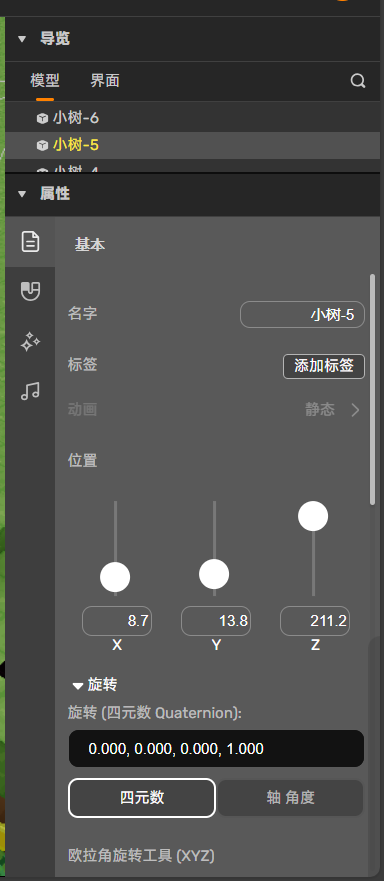 导览
模型 界面
小树-6
小树-5
小树-4
属性
基本
名字 小树-5
标签 添加标签
动画 静态
位置
8.7 13.8 211.2
X Y Z
旋转
旋转 (四元数 Quaternion):
0.000, 0.000, 0.000, 1.000
四元数 轴 角度
欧拉角旋转工具 (XYZ)